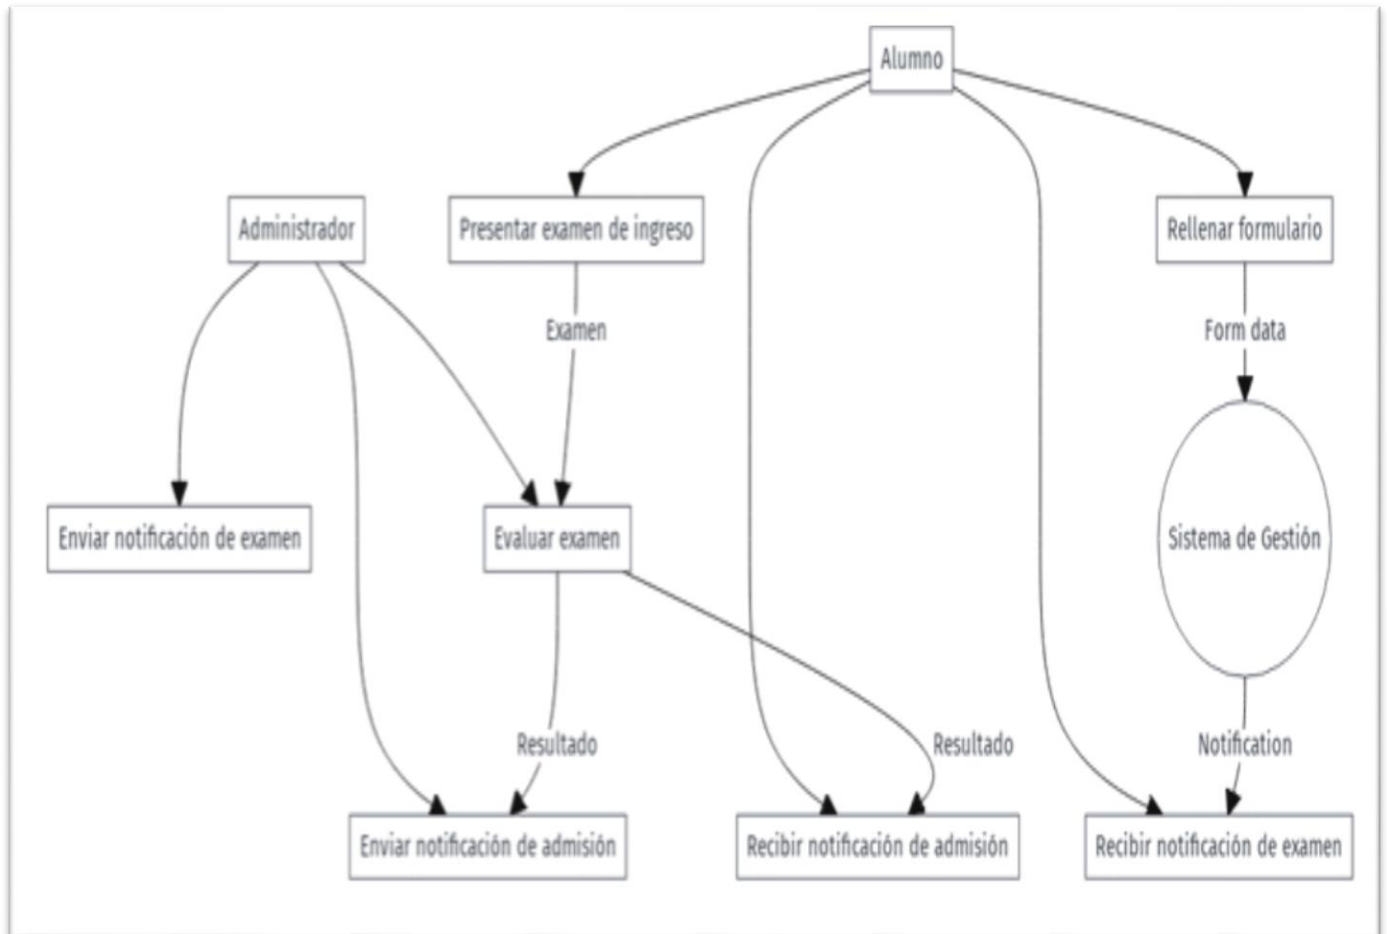 Alumno
Administrador
Presentar examen de ingreso
Rellenar formulario
Examen
Form data
Enviar notificación de examen
Evaluar examen
Sistema de Gestión
Resultado
Resultado
Notification
Enviar notificación de admisión
Recibir notificación de admisión
Recibir notificación de examen